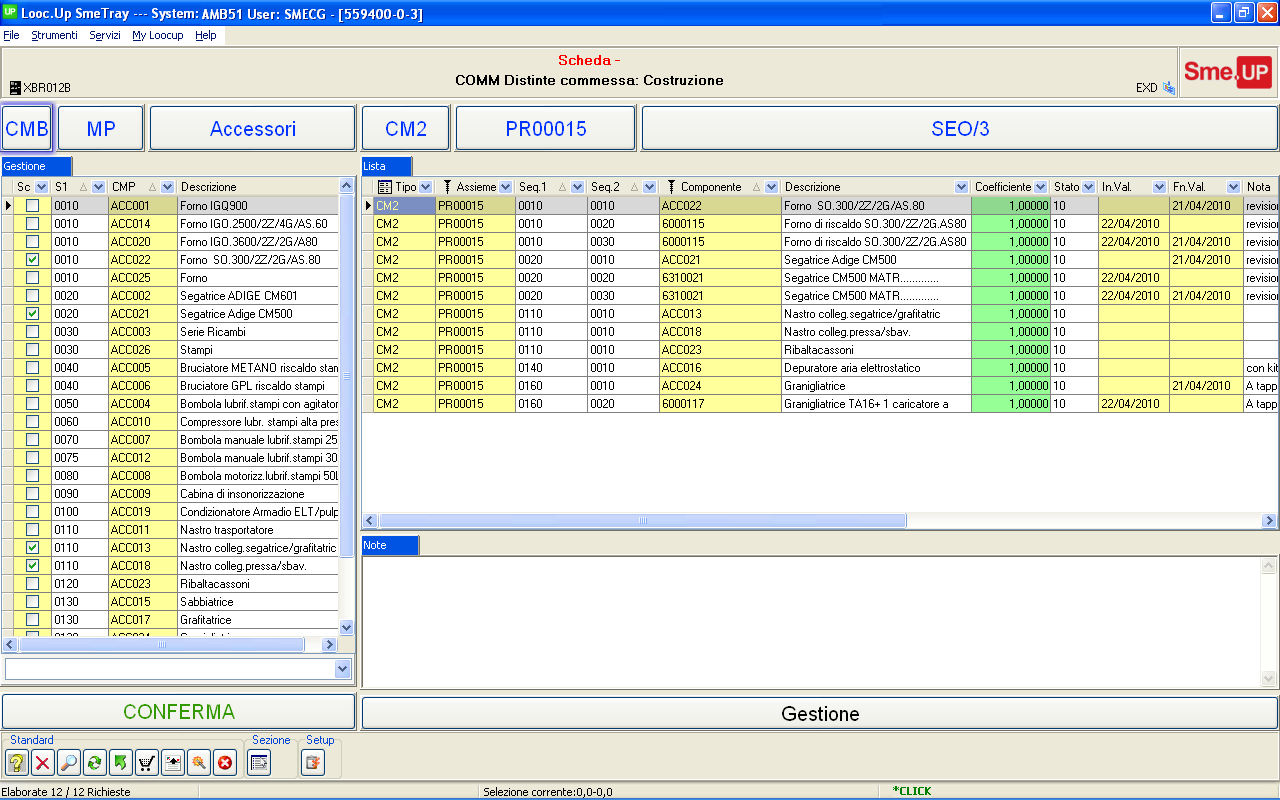 UP Looc.Up SmeTray --- System: AMB51 User: SMECG - [559400-0-3]
File Strumenti Servizi My Loocup Help
Scheda -
COMM Distinte commessa: Costruzione
XBR012B EXD Sme.UP
CMB MP Accessori CM2 PR00015 SEO/3
Gestione
Sc S1 CMP Descrizione
0010 ACC001 Forno IGQ900
0010 ACC014 Forno IGO.2500/ZZ/4G/AS.60
0010 ACC020 Forno IGO.3600/ZZ/2G/A80
0010 ACC022 Forno SO.300/ZZ/2G/AS.80
0010 ACC025 Forno
0020 ACC002 Segatrice ADIGE CM601
0020 ACC021 Segatrice Adige CM500
0030 ACC003 Serie Ricambi
0030 ACC026 Stampi
0040 ACC005 Bruciatore METANO riscaldo stam
0040 ACC006 Bruciatore GPL riscaldo stampi
0050 ACC004 Bombola lubrif.stampi con agitator
0060 ACC010 Compressore lubr. stampi alta pres
0070 ACC007 Bombola manuale lubrif.stampi 25
0075 ACC012 Bombola manuale lubrif.stampi 30
0080 ACC008 Bombola motorizz.lubrif.stampi 50L
0090 ACC009 Cabina di insonorizzazione
0100 ACC019 Condizionatore Armadio ELT/pulp
0110 ACC011 Nastro trasportatore
0110 ACC013 Nastro colleg.segatrice/grafitatric
0110 ACC018 Nastro colleg.pressa/sbav.
0120 ACC023 Ribaltacassoni
0130 ACC015 Sabbiatrice
0130 ACC017 Grafitatrice
CONFERMA
Lista
Tipo Assieme Seq.1 Seq.2 Componente Descrizione Coefficiente Stato In.Val. Fn.Val. Nota
CM2 PR00015 0010 0010 ACC022 Forno SO.300/ZZ/2G/AS.80 1,00000 10 21/04/2010 revision
CM2 PR00015 0010 0020 6000115 Forno di riscaldo SO.300/ZZ/2G.AS80 1,00000 10 22/04/2010 revision
CM2 PR00015 0010 0030 6000115 Forno di riscaldo SO.300/ZZ/2G.AS80 1,00000 10 22/04/2010 21/04/2010 revision
CM2 PR00015 0020 0010 ACC021 Segatrice Adige CM500 1,00000 10 21/04/2010 revision
CM2 PR00015 0020 0020 6310021 Segatrice CM500 MATR............. 1,00000 10 22/04/2010 revision
CM2 PR00015 0020 0030 6310021 Segatrice CM500 MATR............. 1,00000 10 22/04/2010 21/04/2010 revision
CM2 PR00015 0110 0010 ACC013 Nastro colleg.segatrice/grafitatric 1,00000 10
CM2 PR00015 0110 0010 ACC018 Nastro colleg.pressa/sbav. 1,00000 10
CM2 PR00015 0110 0010 ACC023 Ribaltacassoni 1,00000 10
CM2 PR00015 0140 0010 ACC016 Depuratore aria elettrostatico 1,00000 10 con kit
CM2 PR00015 0160 0010 ACC024 Granigliatrice 1,00000 10 21/04/2010 A tapp
CM2 PR00015 0160 0020 6000117 Granigliatrice TA16+ 1 caricatore a 1,00000 10 22/04/2010 A tapp
Note
Gestione
Standard Sezione Setup
Elaborate 12 / 12 Richieste Selezione corrente:0,0-0,0 *CLICK